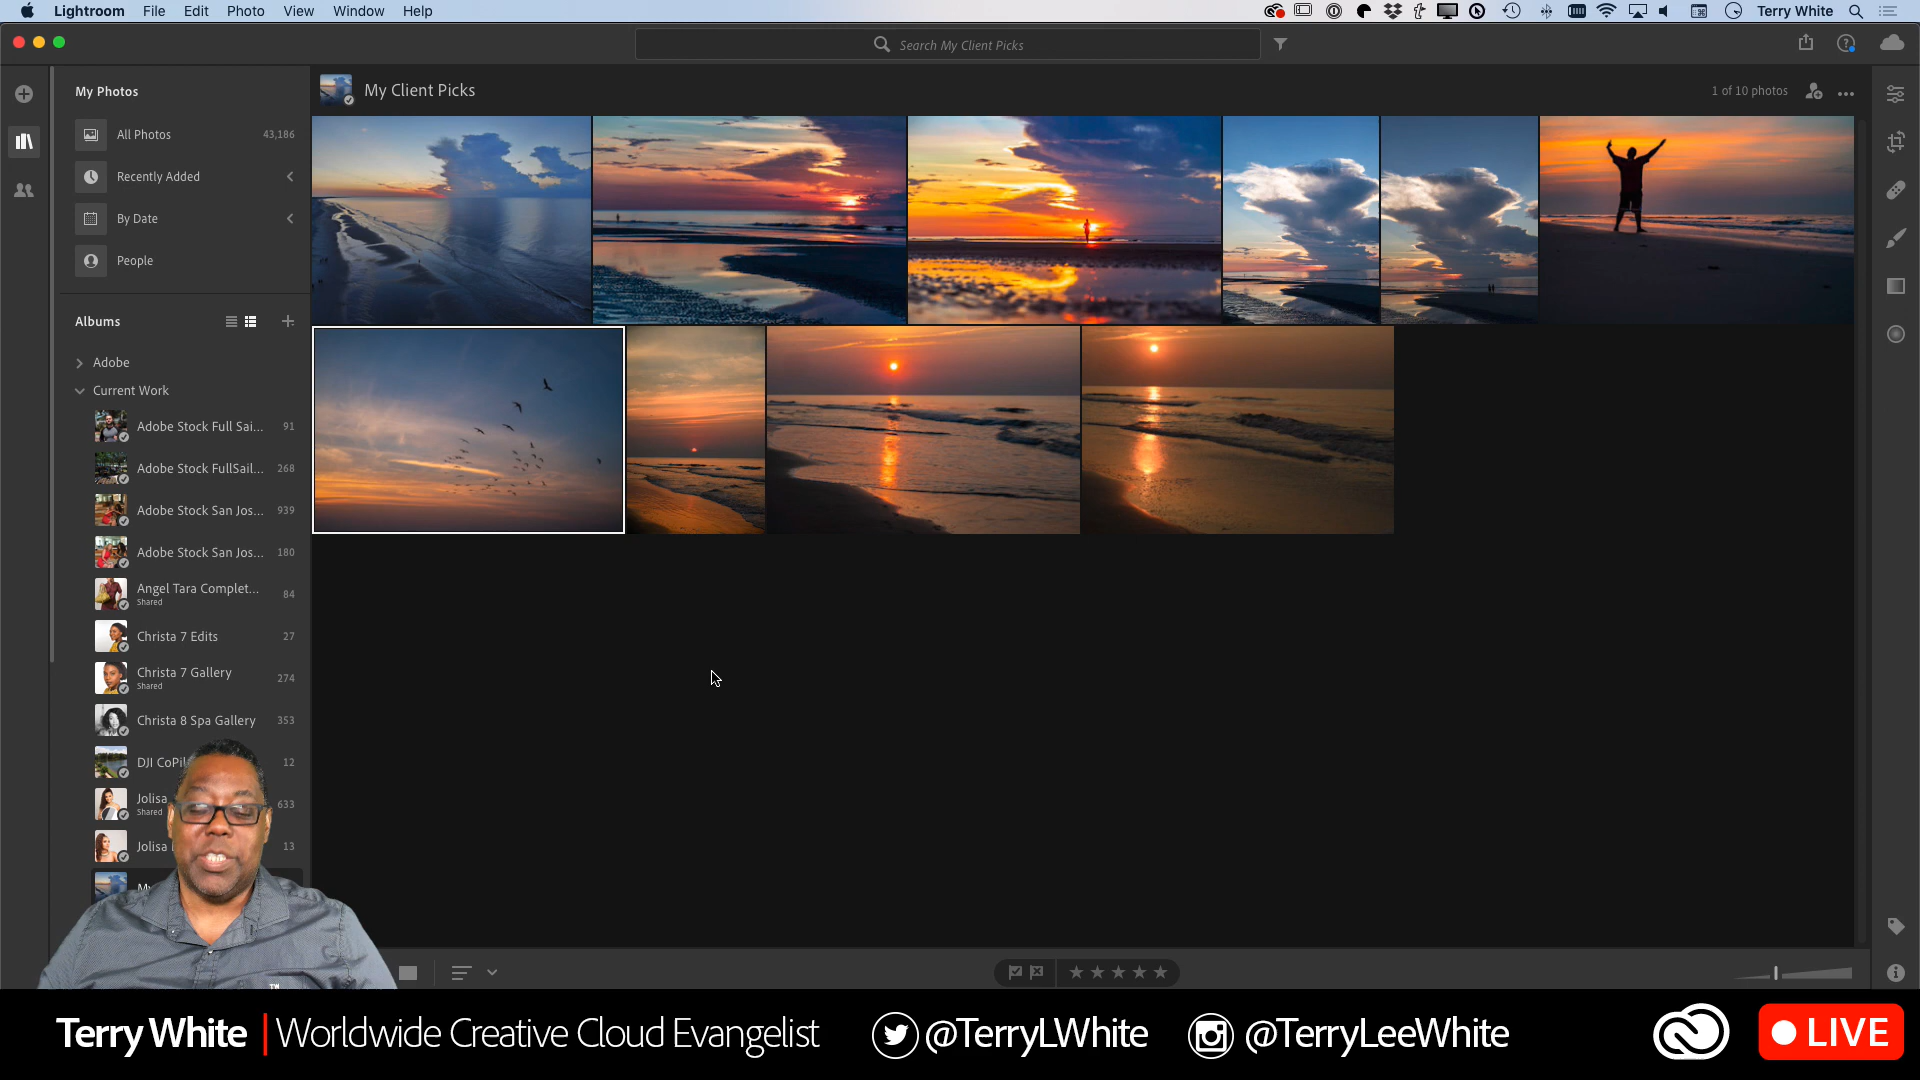 Lightroom File Edit Photo View Window Help Terry White
Search My Client Picks
My Photos
My Client Picks
1 of 10 photos
All Photos 43,186
Recently Added
By Date
People
Albums
Adobe
Current Work
Adobe Stock Full Sai... 91
Adobe Stock FullSail... 268
Adobe Stock San Jos... 939
Adobe Stock San Jos... 180
Angel Tara Complet... 84
Shared
Christa 7 Edits 27
Christa 7 Gallery 274
Shared
Christa 8 Spa Gallery 353
DJI CoPil 12
Jolisa 633
Shared
Jolisa 13
My
TW
Terry White | Worldwide Creative Cloud Evangelist @TerryLWhite @TerryLeeWhite LIVE